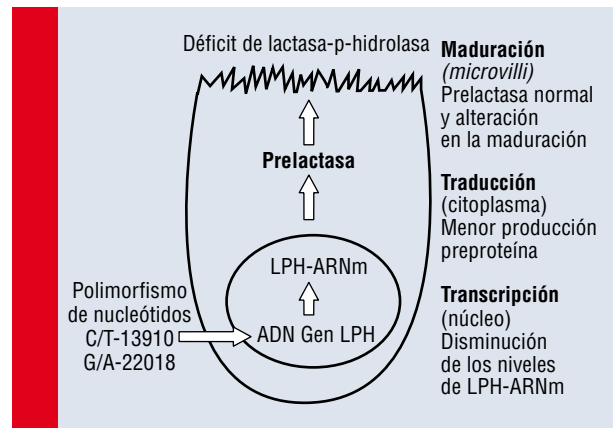 Déficit de lactasa-p-hidrolasa
Maduración
(microvilli)
Prelactasa normal
y alteración
en la maduración
Prelactasa
Traducción
(citoplasma)
Menor producción
preproteína
LPH-ARNm
ADN Gen LPH
Polimorfismo
de nucleótidos
C/T-13910
G/A-22018
Transcripción
(núcleo)
Disminución
de los niveles
de LPH-ARNm